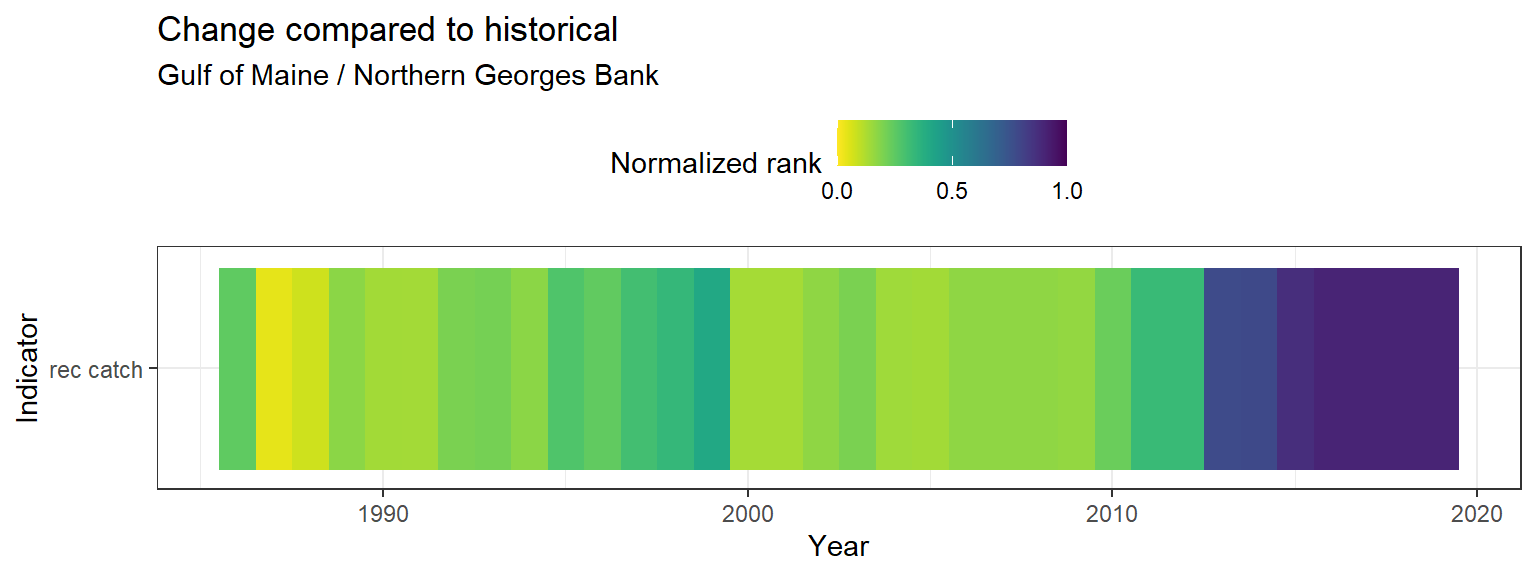 Change compared to historical
Gulf of Maine / Northern Georges Bank
Normalized rank
0.0 0.5 1.0
Indicator
rec catch
1990 2000 2010 2020
Year